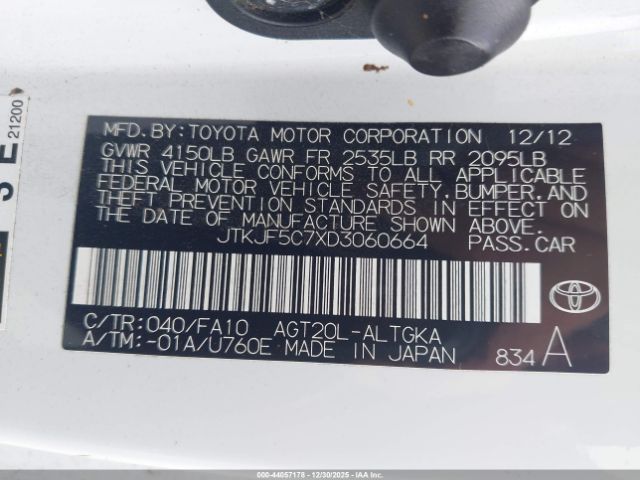 MFD. BY: TOYOTA MOTOR CORPORATION 12/12
GVWR 4150LB GAWR FR 2535LB RR 2095LB
THIS VEHICLE CONFORMS TO ALL APPLICABLE
FEDERAL MOTOR VEHICLE SAFETY, BUMPER, AND
THEFT PREVENTION STANDARDS IN EFFECT ON
THE DATE OF MANUFACTURE SHOWN ABOVE.
JTKJF5C7XD3060664 PASS.CAR
C/TR: 040/FA10 AGT20L-ALTGKA
A/TM: -01A/U760E MADE IN JAPAN 834 A
21200
000-44057178 - 12/30/2025 - IAA Inc.